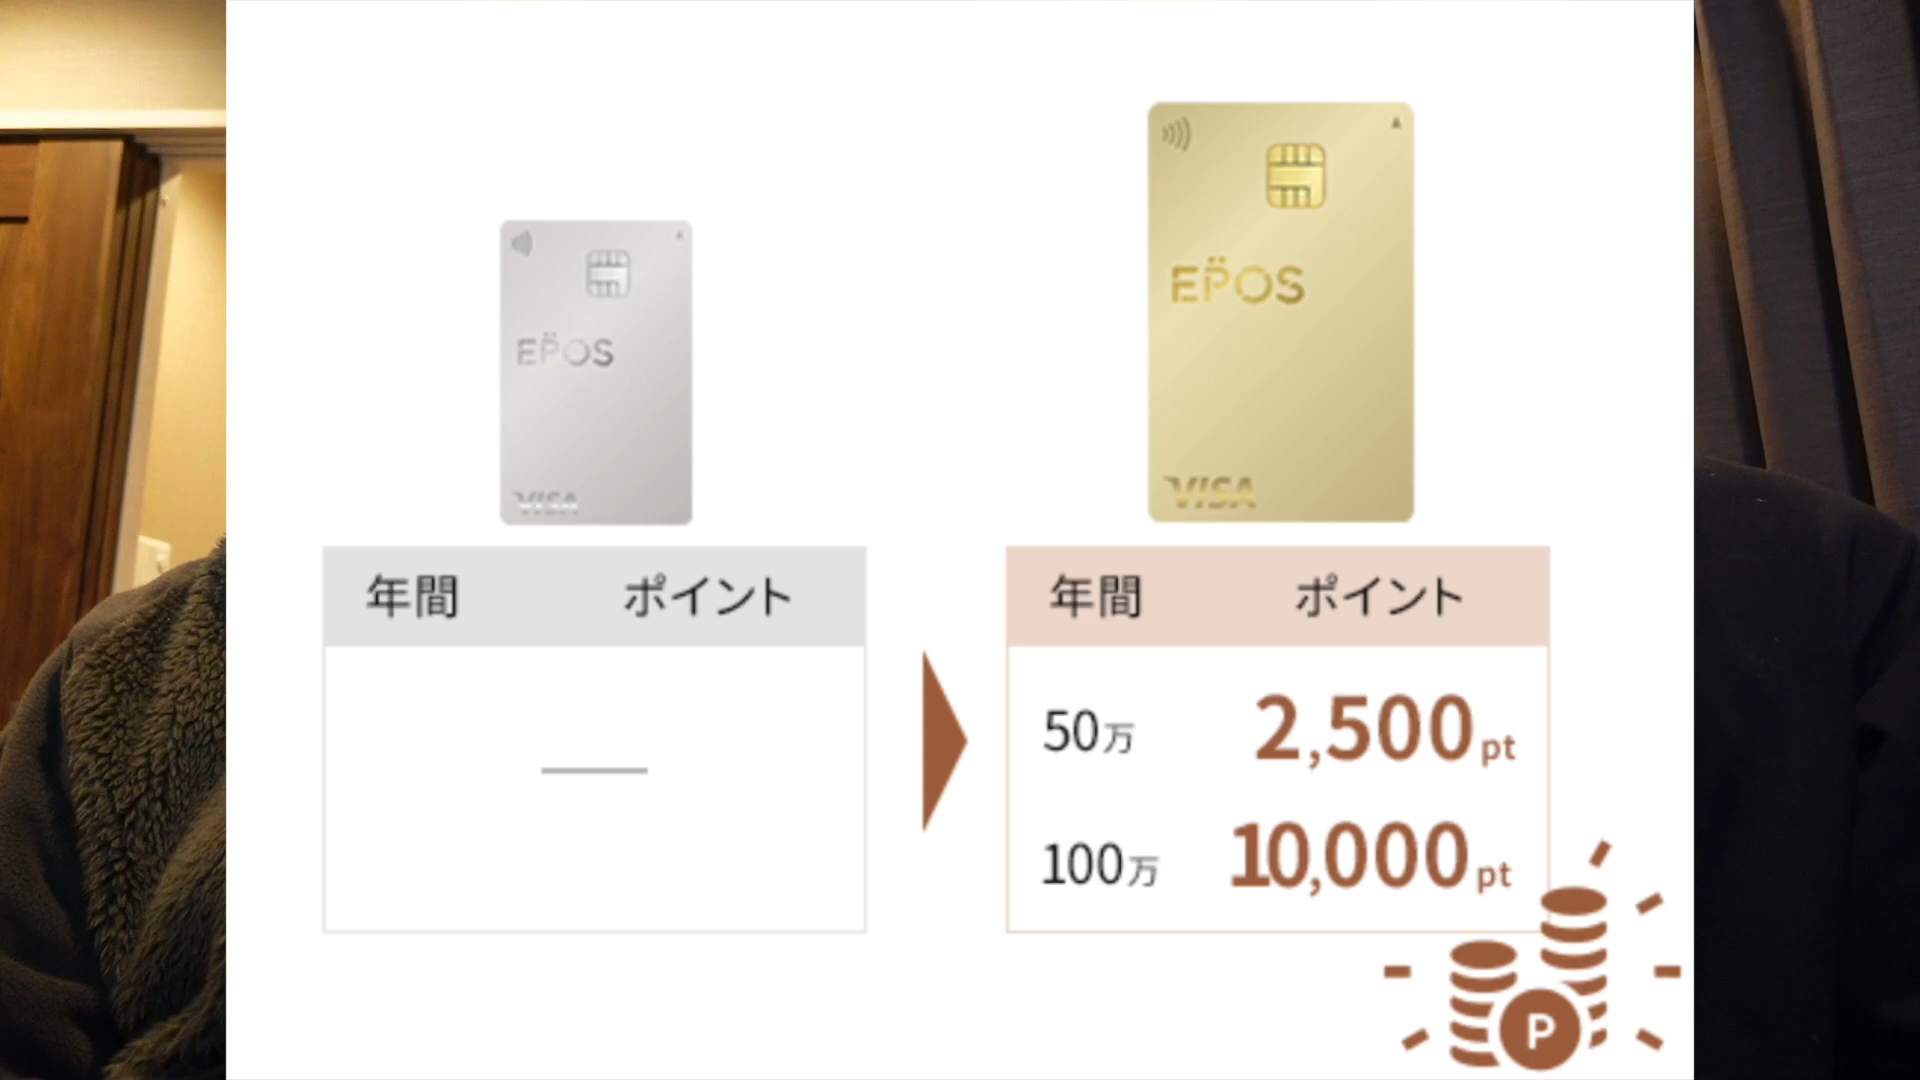 EPOS
VISA
年間 ポイント
—
EPOS
VISA
年間 ポイント
50万 2,500pt
100万 10,000pt
P